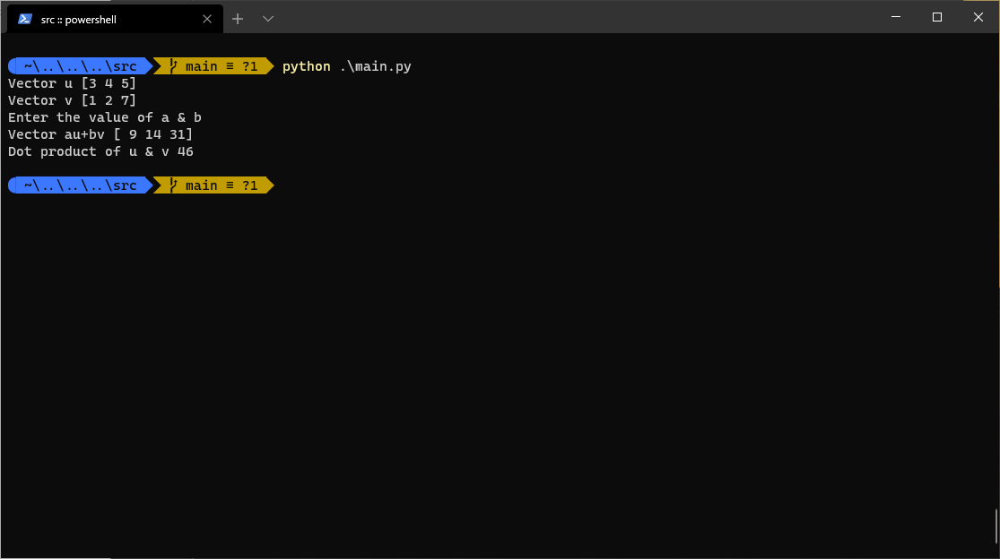 src :: powershell
~\..\..\..\src main ≡ ?1 python .\main.py
Vector u [3 4 5]
Vector v [1 2 7]
Enter the value of a & b
Vector au+bv [ 9 14 31]
Dot product of u & v 46
~\..\..\..\src main ≡ ?1